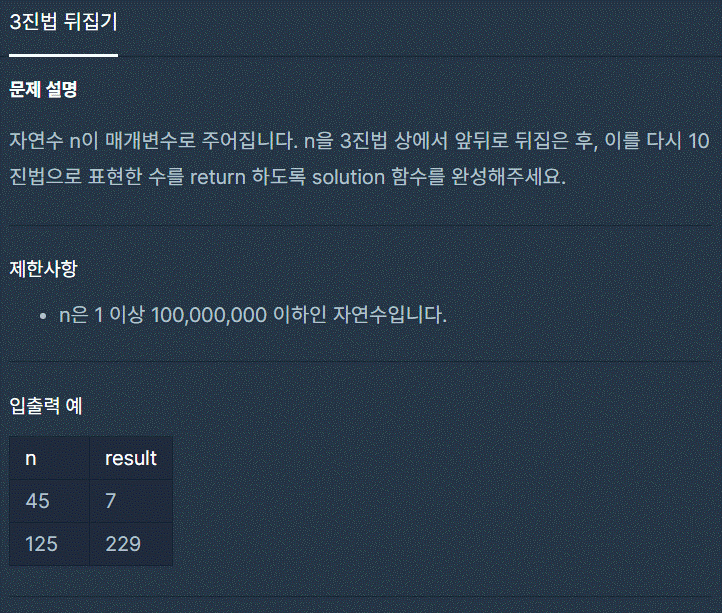 3진법 뒤집기
문제 설명
자연수 n이 매개변수로 주어집니다. n을 3진법 상에서 앞뒤로 뒤집은 후, 이를 다시 10
진법으로 표현한 수를 return 하도록 solution 함수를 완성해주세요.
제한사항
• n은 1 이상 100,000,000 이하인 자연수입니다.
입출력 예
n result
45 7
125 229